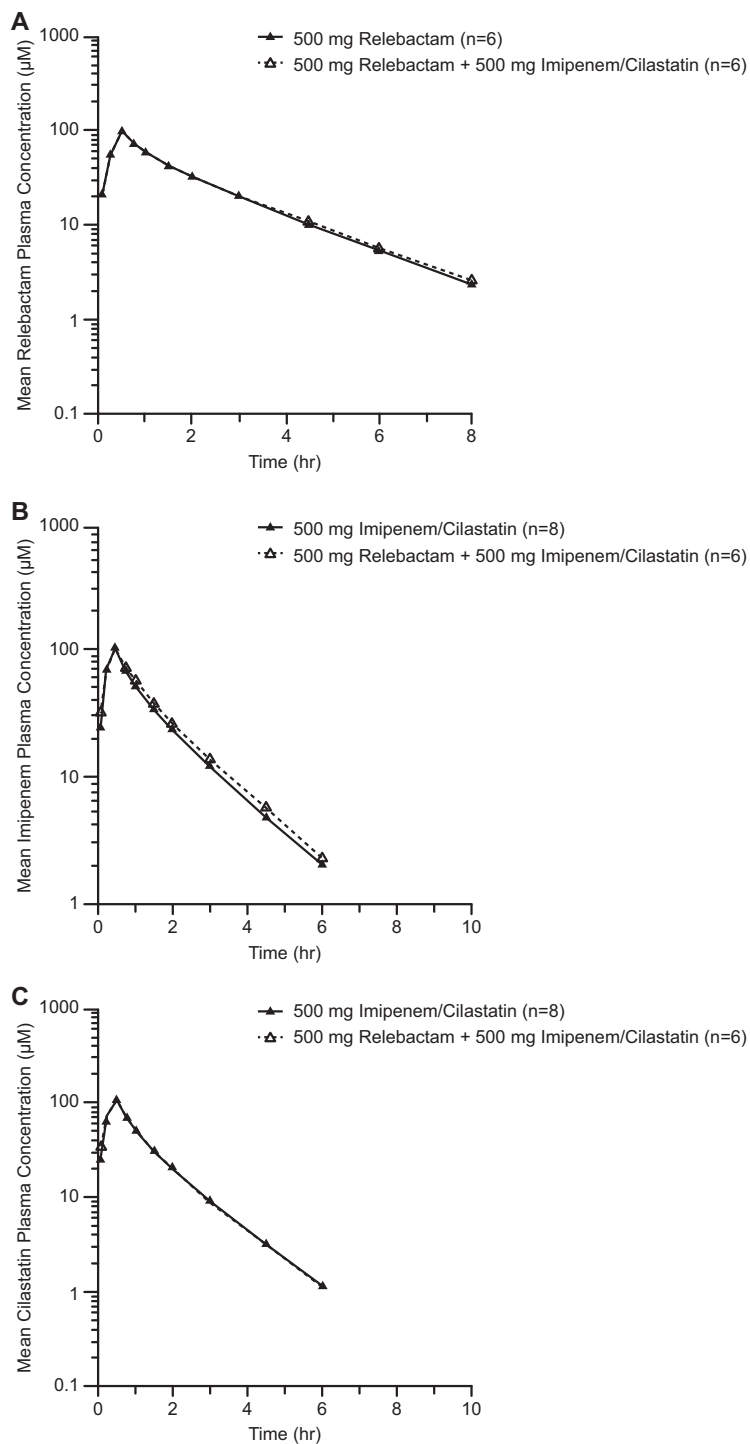 A
Mean Relebactam Plasma Concentration (µM)
1000
100
10
1
0.1
0 2 4 6 8
Time (hr)
500 mg Relebactam (n=6)
500 mg Relebactam + 500 mg Imipenem/Cilastatin (n=6)
B
Mean Imipenem Plasma Concentration (µM)
1000
100
10
1
0 2 4 6 8 10
Time (hr)
500 mg Imipenem/Cilastatin (n=8)
500 mg Relebactam + 500 mg Imipenem/Cilastatin (n=6)
C
Mean Cilastatin Plasma Concentration (µM)
1000
100
10
1
0.1
0 2 4 6 8 10
Time (hr)
500 mg Imipenem/Cilastatin (n=8)
500 mg Relebactam + 500 mg Imipenem/Cilastatin (n=6)